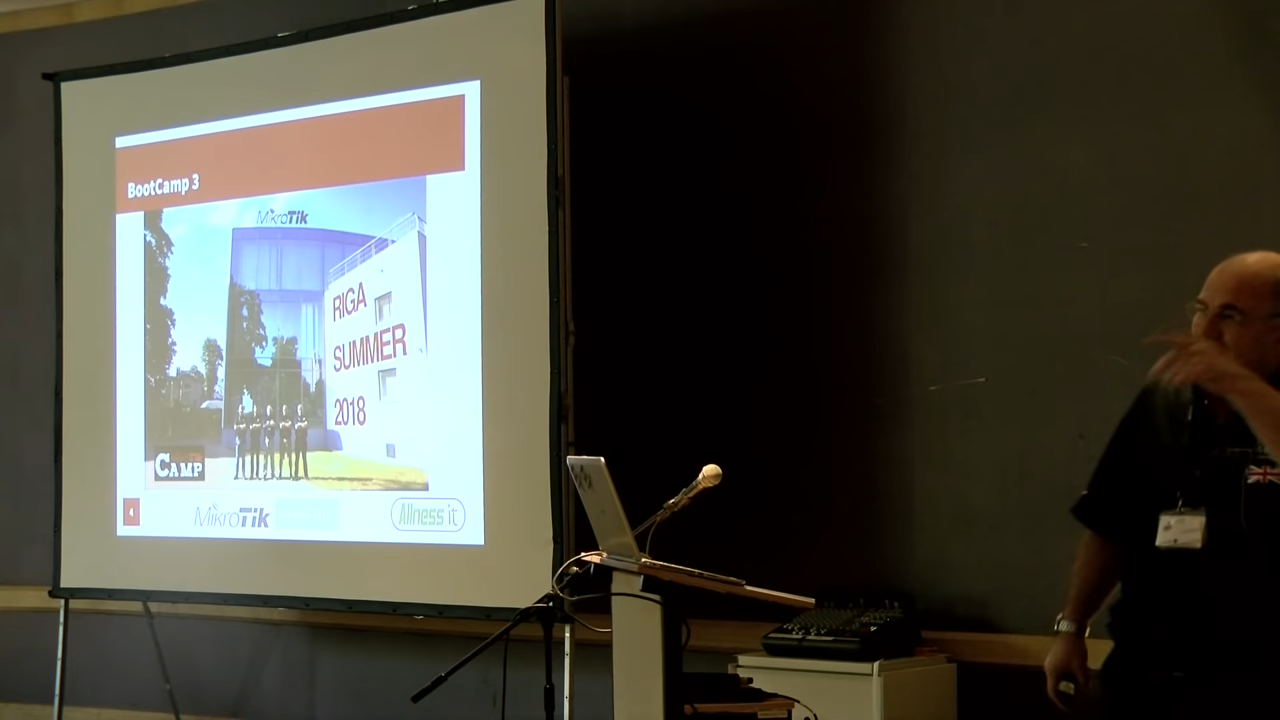 BootCamp 3
MikroTik
RIGA
SUMMER
2018
CAMP
4
MikroTik
Allness it